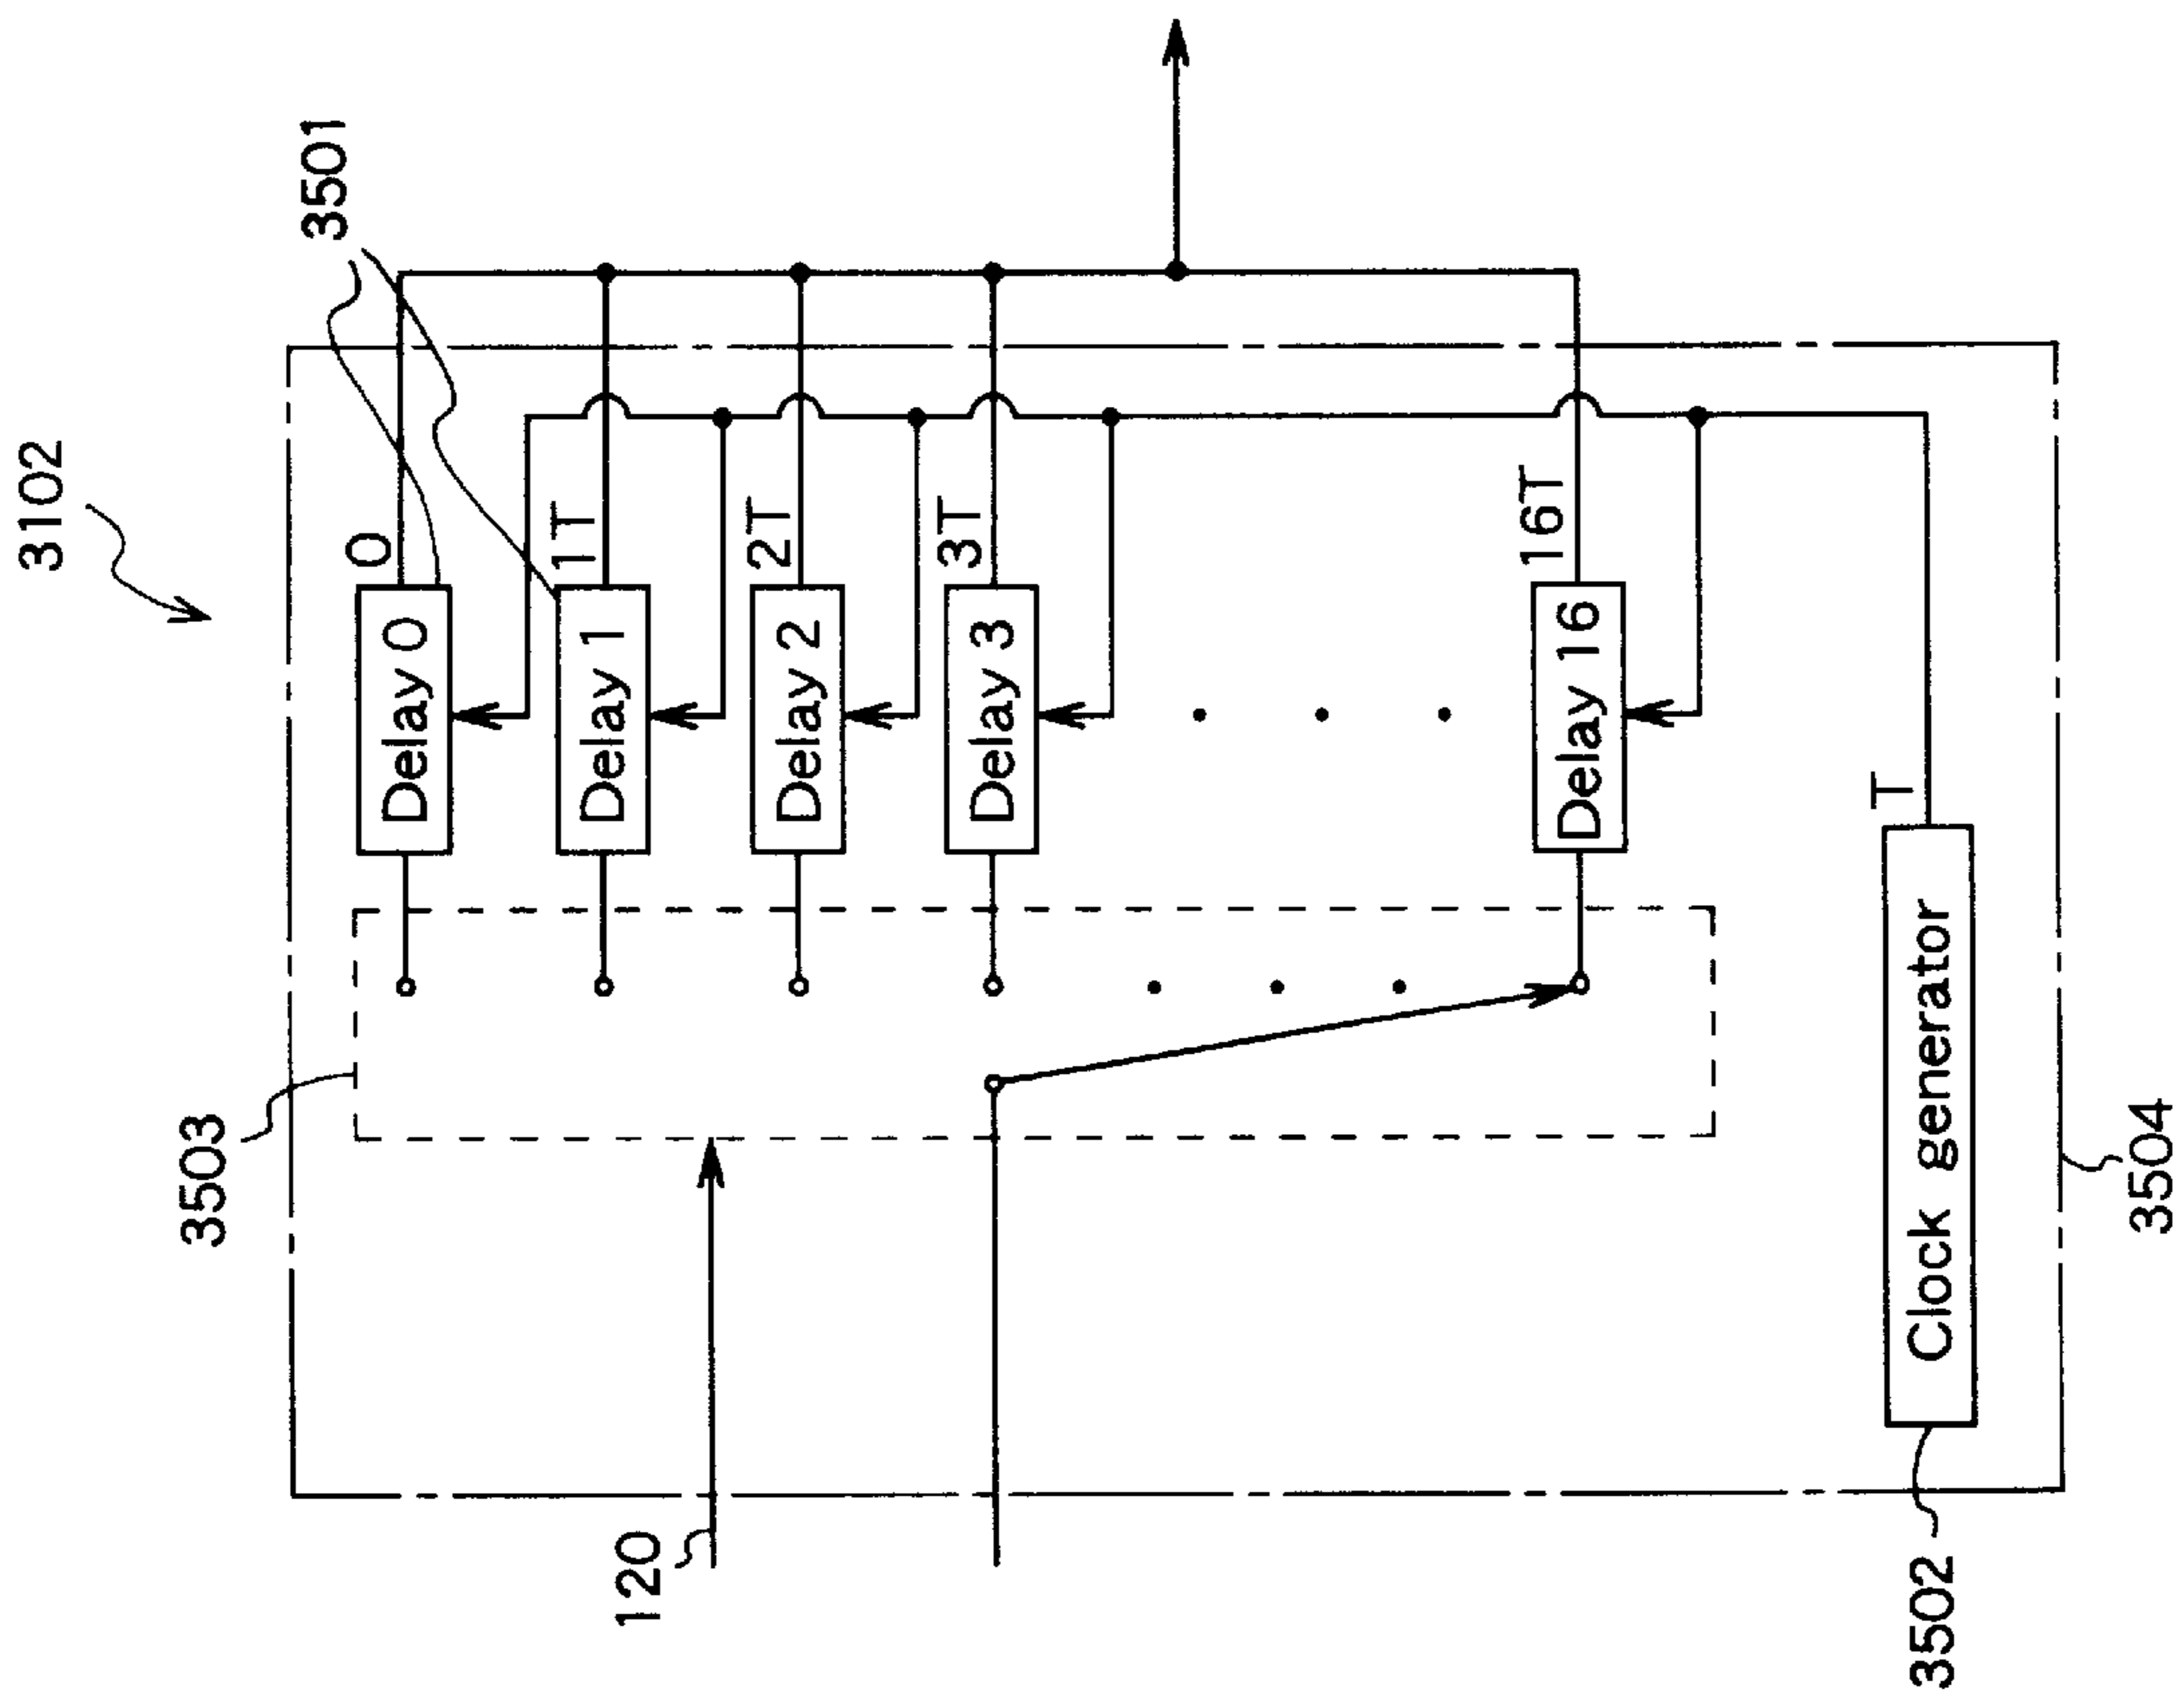 3102
3501
3503
Delay 0
0
Delay 1
1T
120
Delay 2
2T
Delay 3
3T
Delay 16
16T
3502
Clock generator
T
3504